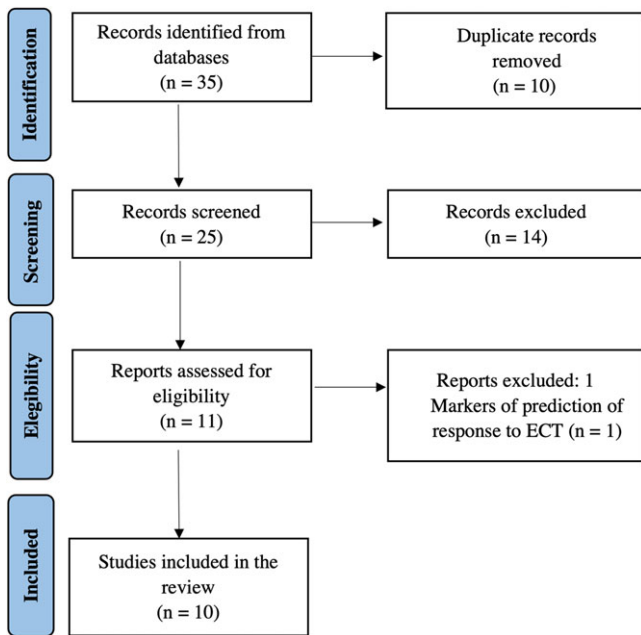 Identification
Records identified from
databases
(n = 35)
Duplicate records
removed
(n = 10)
Screening
Records screened
(n = 25)
Records excluded
(n = 14)
Elegibility
Reports assessed for
eligibility
(n = 11)
Reports excluded: 1
Markers of prediction of
response to ECT (n = 1)
Included
Studies included in the
review
(n = 10)